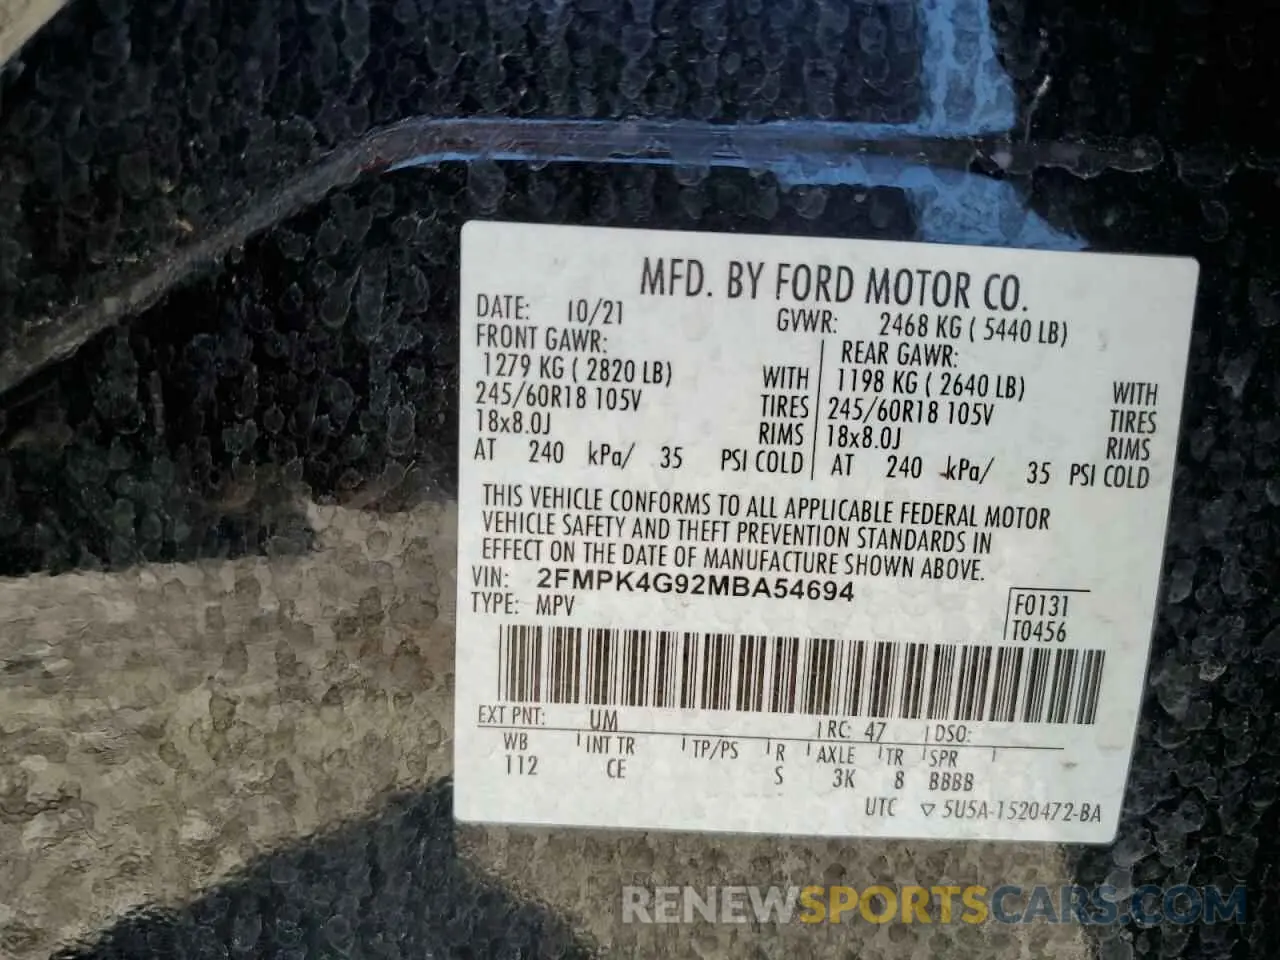 MFD. BY FORD MOTOR CO.
DATE: 10/21 GVWR: 2468 KG ( 5440 LB)
FRONT GAWR: REAR GAWR:
1279 KG ( 2820 LB) WITH 1198 KG ( 2640 LB) WITH
245/60R18 105V TIRES 245/60R18 105V TIRES
18x8.0J RIMS 18x8.0J RIMS
AT 240 kPa/ 35 PSI COLD AT 240 kPa/ 35 PSI COLD
THIS VEHICLE CONFORMS TO ALL APPLICABLE FEDERAL MOTOR
VEHICLE SAFETY AND THEFT PREVENTION STANDARDS IN
EFFECT ON THE DATE OF MANUFACTURE SHOWN ABOVE.
VIN: 2FMPK4G92MBA54694
TYPE: MPV
F0131
T0456
EXT PNT: UM RC: 47 DSO:
WB INT TR TP/PS R AXLE TR SPR
112 CE S 3K 8 BBBB
UTC ▽ 5U5A-1520472-BA
RENEWSPORTSCARS.COM